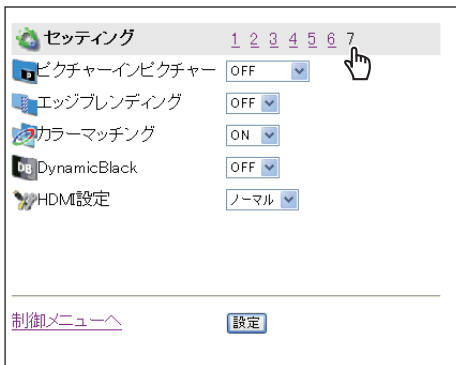 セッティング 1 2 3 4 5 6 7
ピクチャーインピクチャー OFF
エッジブレンディング OFF
カラーマッチング ON
DB DynamicBlack OFF
HDMI設定 ノーマル
制御メニューへ 設定